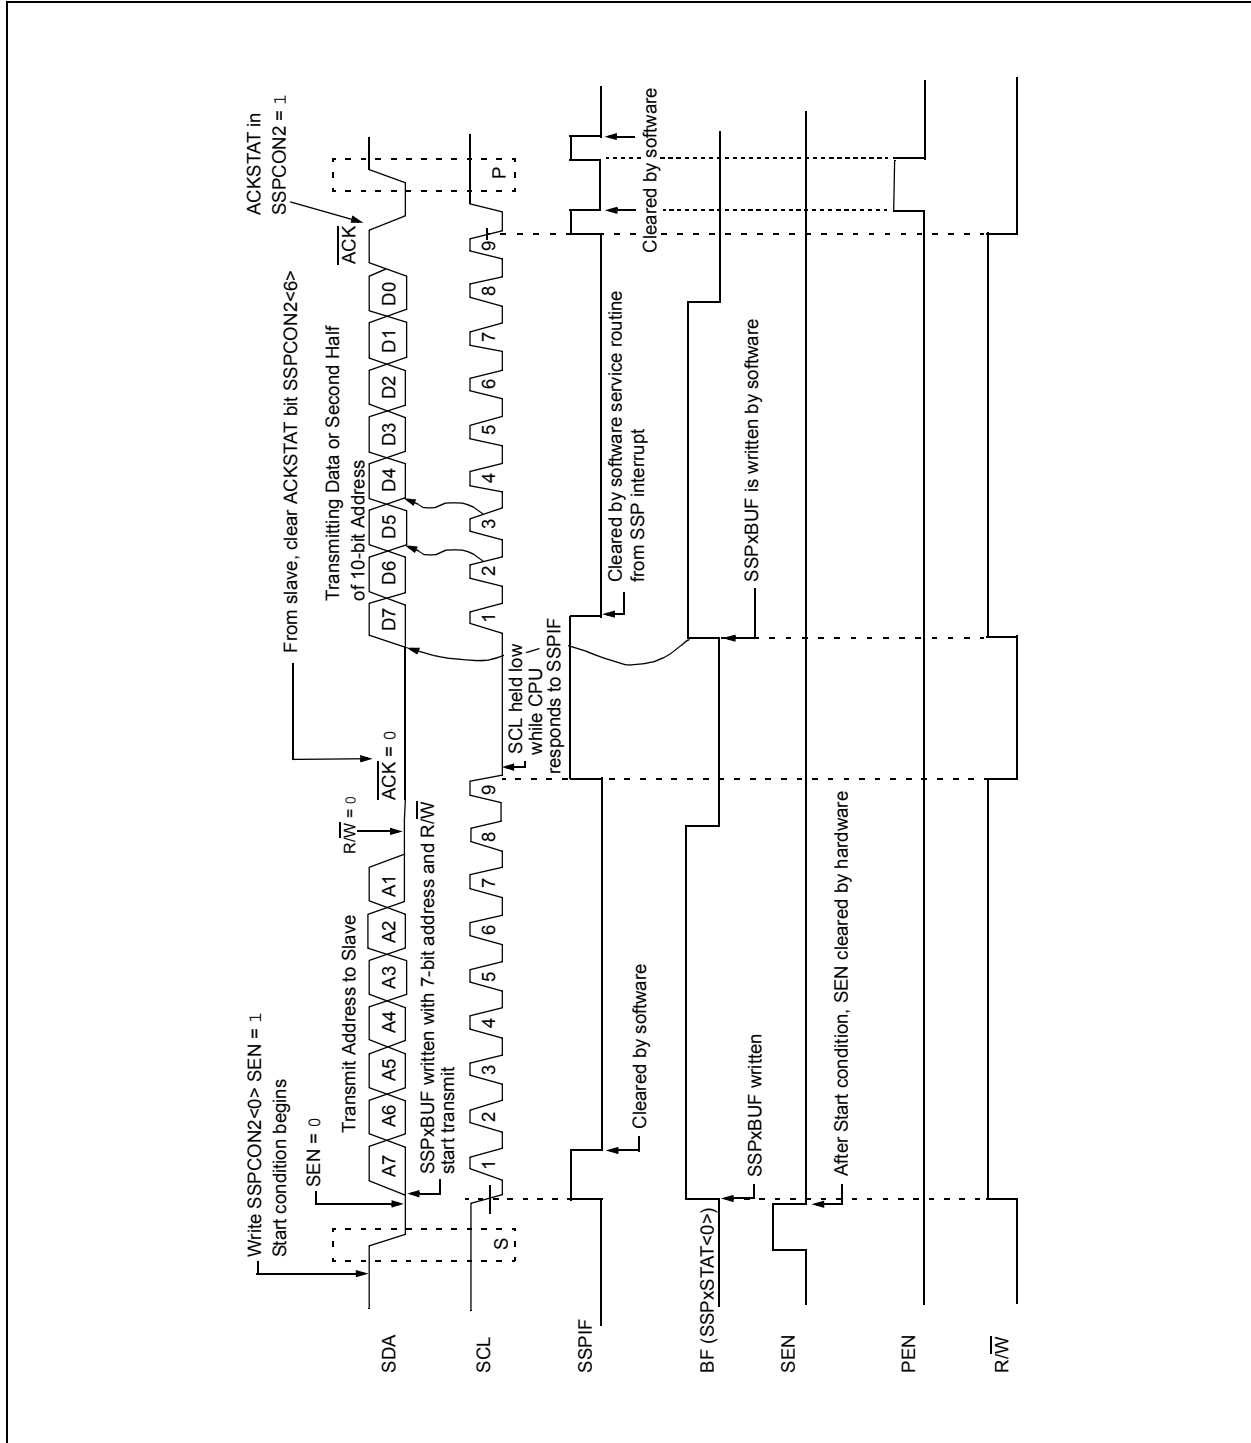 Write SSPCON2<0> SEN = 1
Start condition begins
SEN = 0
Transmit Address to Slave
R/W = 0
From slave, clear ACKSTAT bit SSPCON2<6>
ACK = 0
Transmitting Data or Second Half
of 10-bit Address
ACKSTAT in
SSPCON2 = 1
ACK
SDA
A7 A6 A5 A4 A3 A2 A1
D7 D6 D5 D4 D3 D2 D1 D0
SSPxBUF written with 7-bit address and R/W
start transmit
SCL
S
1 2 3 4 5 6 7 8 9
1 2 3 4 5 6 7 8 9
P
SCL held low
while CPU
responds to SSPIF
SSPIF
Cleared by software
Cleared by software service routine
from SSP interrupt
Cleared by software
BF (SSPxSTAT<0>)
SSPxBUF written
SSPxBUF is written by software
SEN
After Start condition, SEN cleared by hardware
PEN
R/W